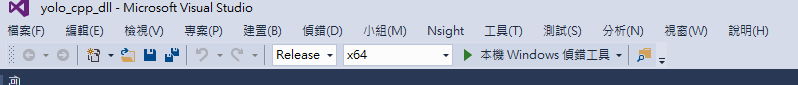 yolo_cpp_dll - Microsoft Visual Studio
檔案(F) 編輯(E) 檢視(V) 專案(P) 建置(B) 偵錯(D) 小組(M) Nsight 工具(T) 測試(S) 分析(N) 視窗(W) 說明(H)
Release x64 本機 Windows 偵錯工具